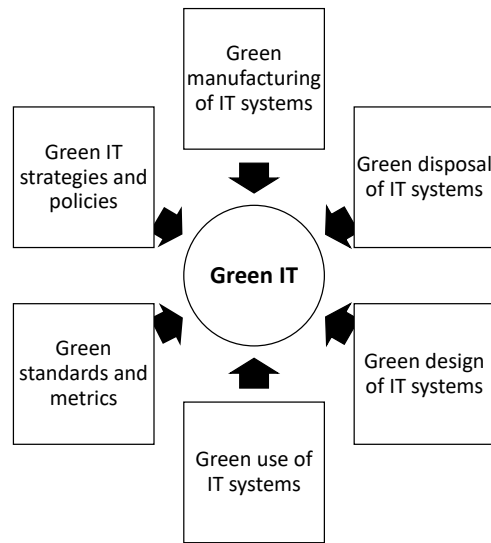 Green
manufacturing
of IT systems
Green IT
strategies and
policies
Green disposal
of IT systems
Green IT
Green
standards and
metrics
Green design
of IT systems
Green use of
IT systems